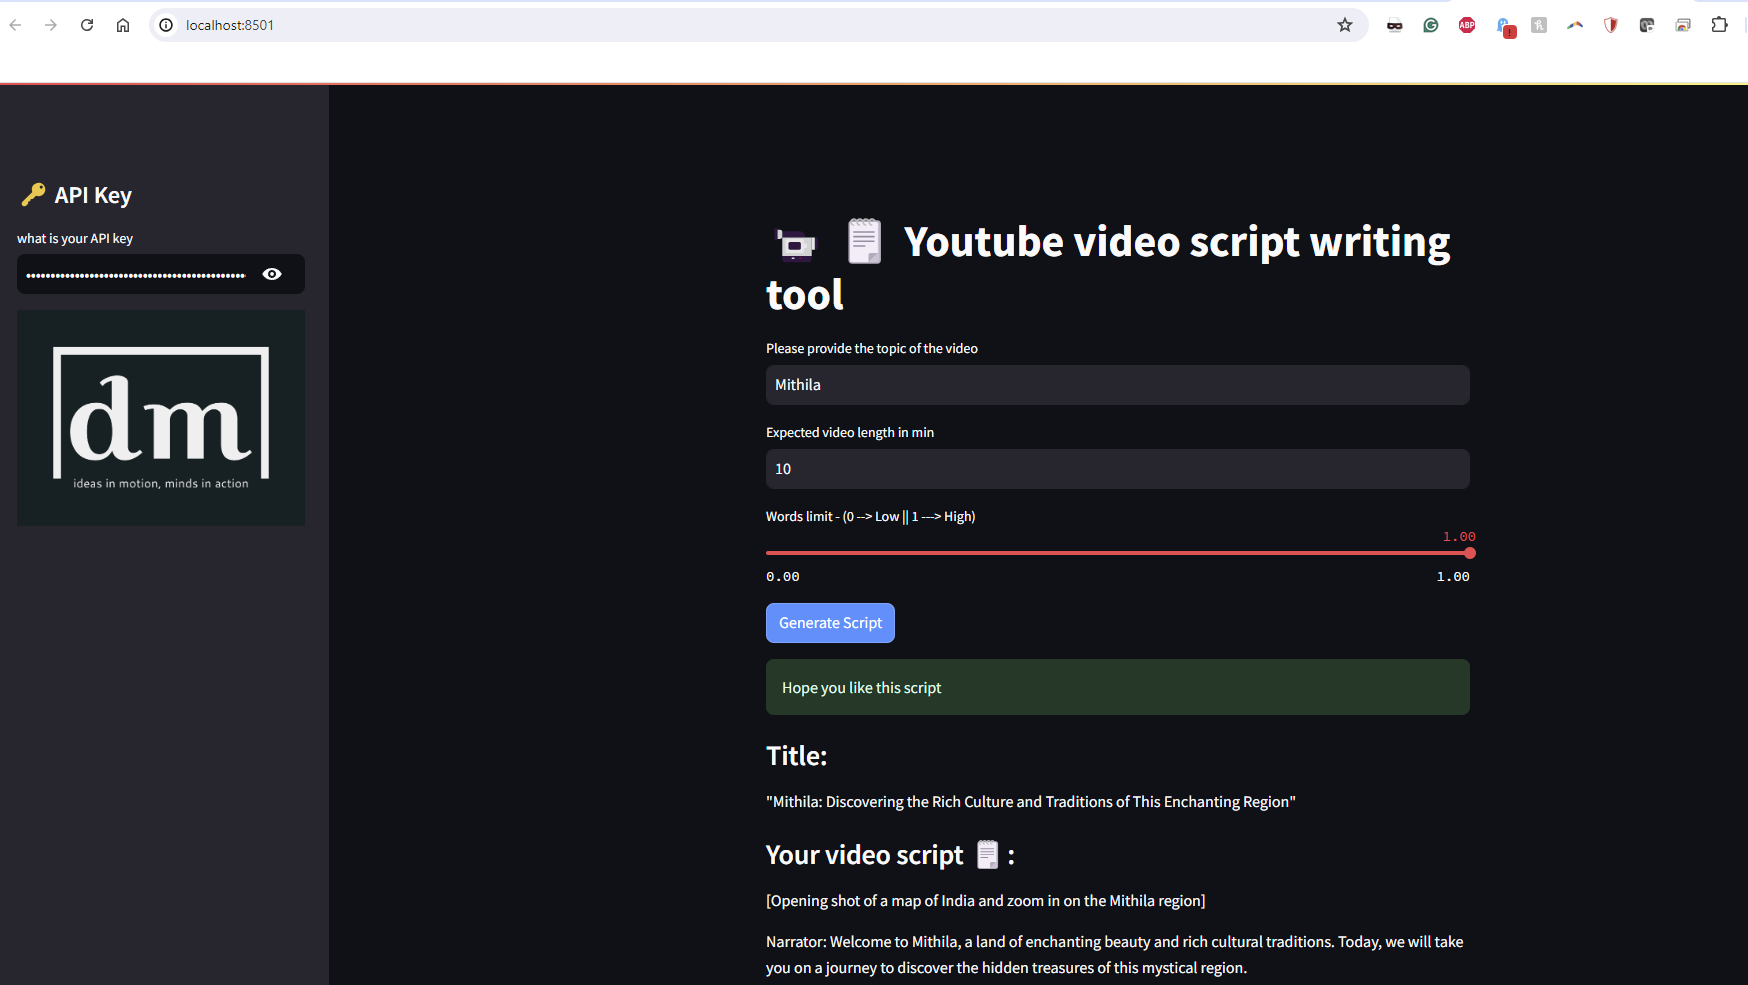 localhost:8501
ABP
API Key
what is your API key
••••••••••••••••••••••••••••••••••••••••••••
dm
ideas in motion, minds in action
Youtube video script writing
tool
Please provide the topic of the video
Mithila
Expected video length in min
10
Words limit - (0 --> Low || 1 ---> High)
1.00
0.00
1.00
Generate Script
Hope you like this script
Title:
"Mithila: Discovering the Rich Culture and Traditions of This Enchanting Region"
Your video script :
[Opening shot of a map of India and zoom in on the Mithila region]
Narrator: Welcome to Mithila, a land of enchanting beauty and rich cultural traditions. Today, we will take
you on a journey to discover the hidden treasures of this mystical region.